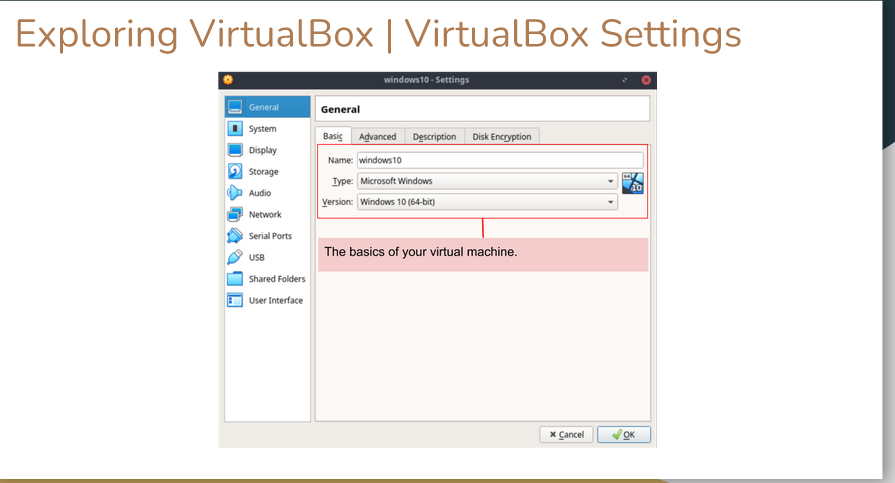 Exploring VirtualBox | VirtualBox Settings
windows10 - Settings
General
System
Display
Storage
Audio
Network
Serial Ports
USB
Shared Folders
User Interface
General
Basic Advanced Description Disk Encryption
Name: windows10
Type: Microsoft Windows
Version: Windows 10 (64-bit)
64
10
The basics of your virtual machine.
Cancel OK